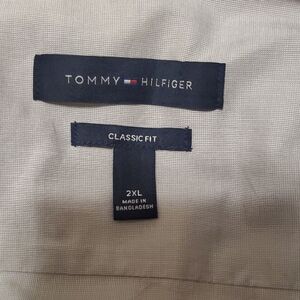 TOMMY HILFIGER
CLASSIC FIT
2XL
MADE IN
BANGLADESH